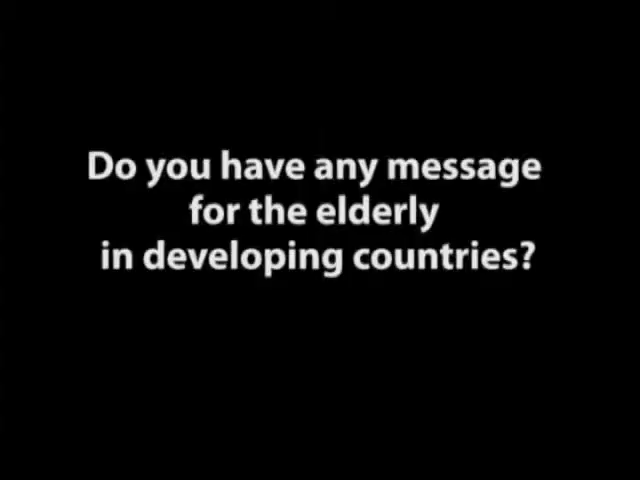 Do you have any message
for the elderly
in developing countries?